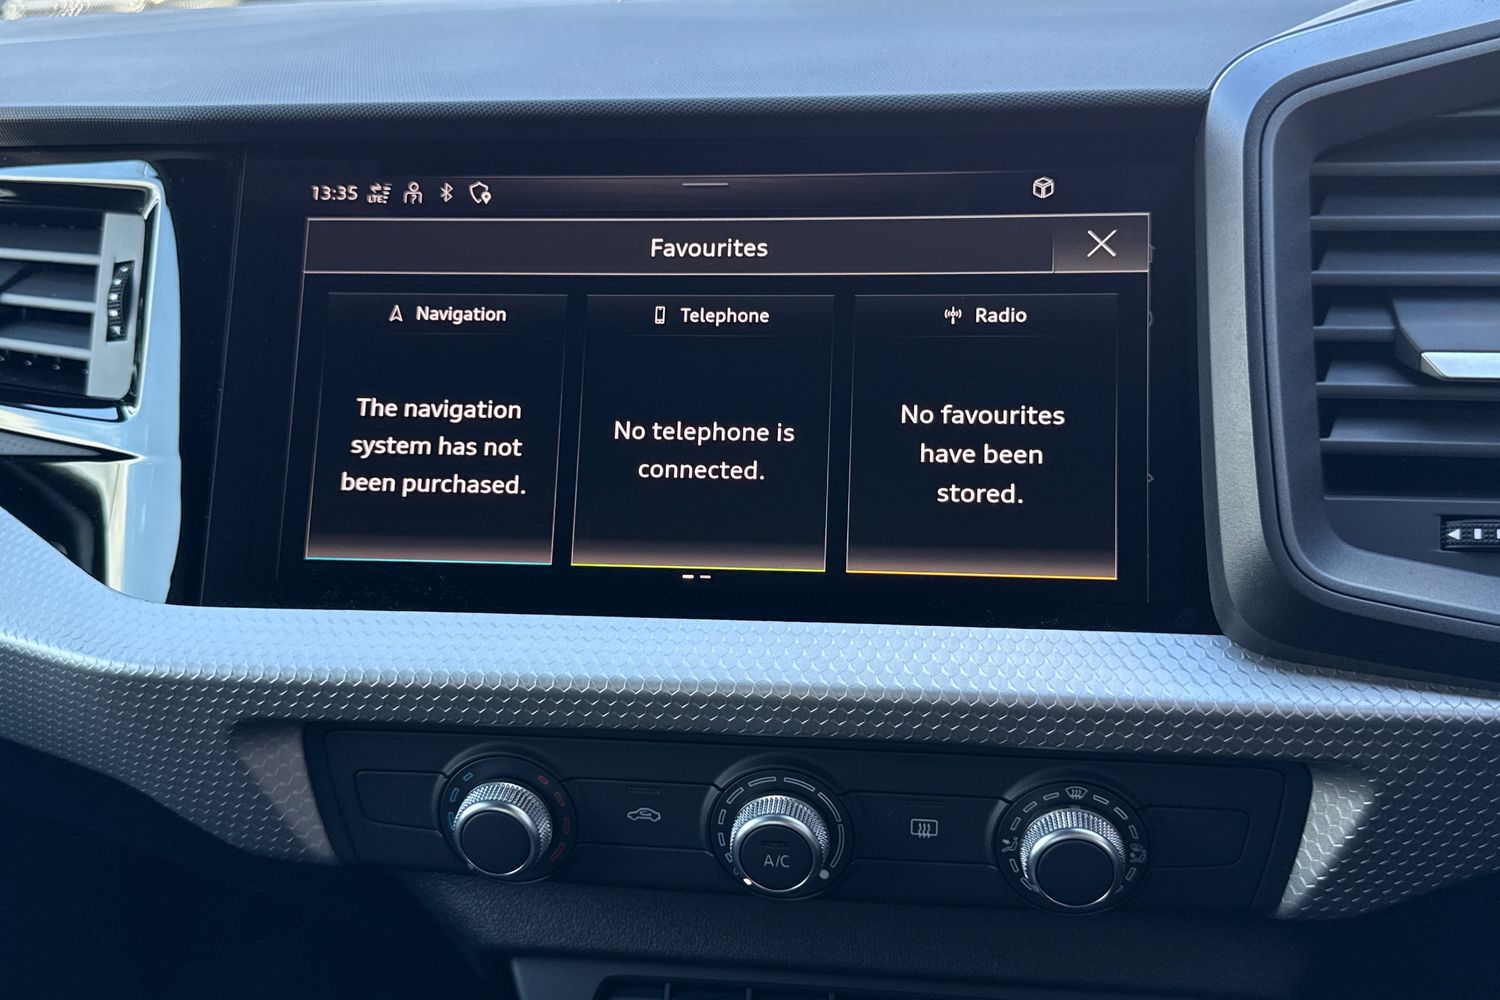 13:35 LTE
Favourites
Navigation
The navigation
system has not
been purchased.
Telephone
No telephone is
connected.
Radio
No favourites
have been
stored.
A/C